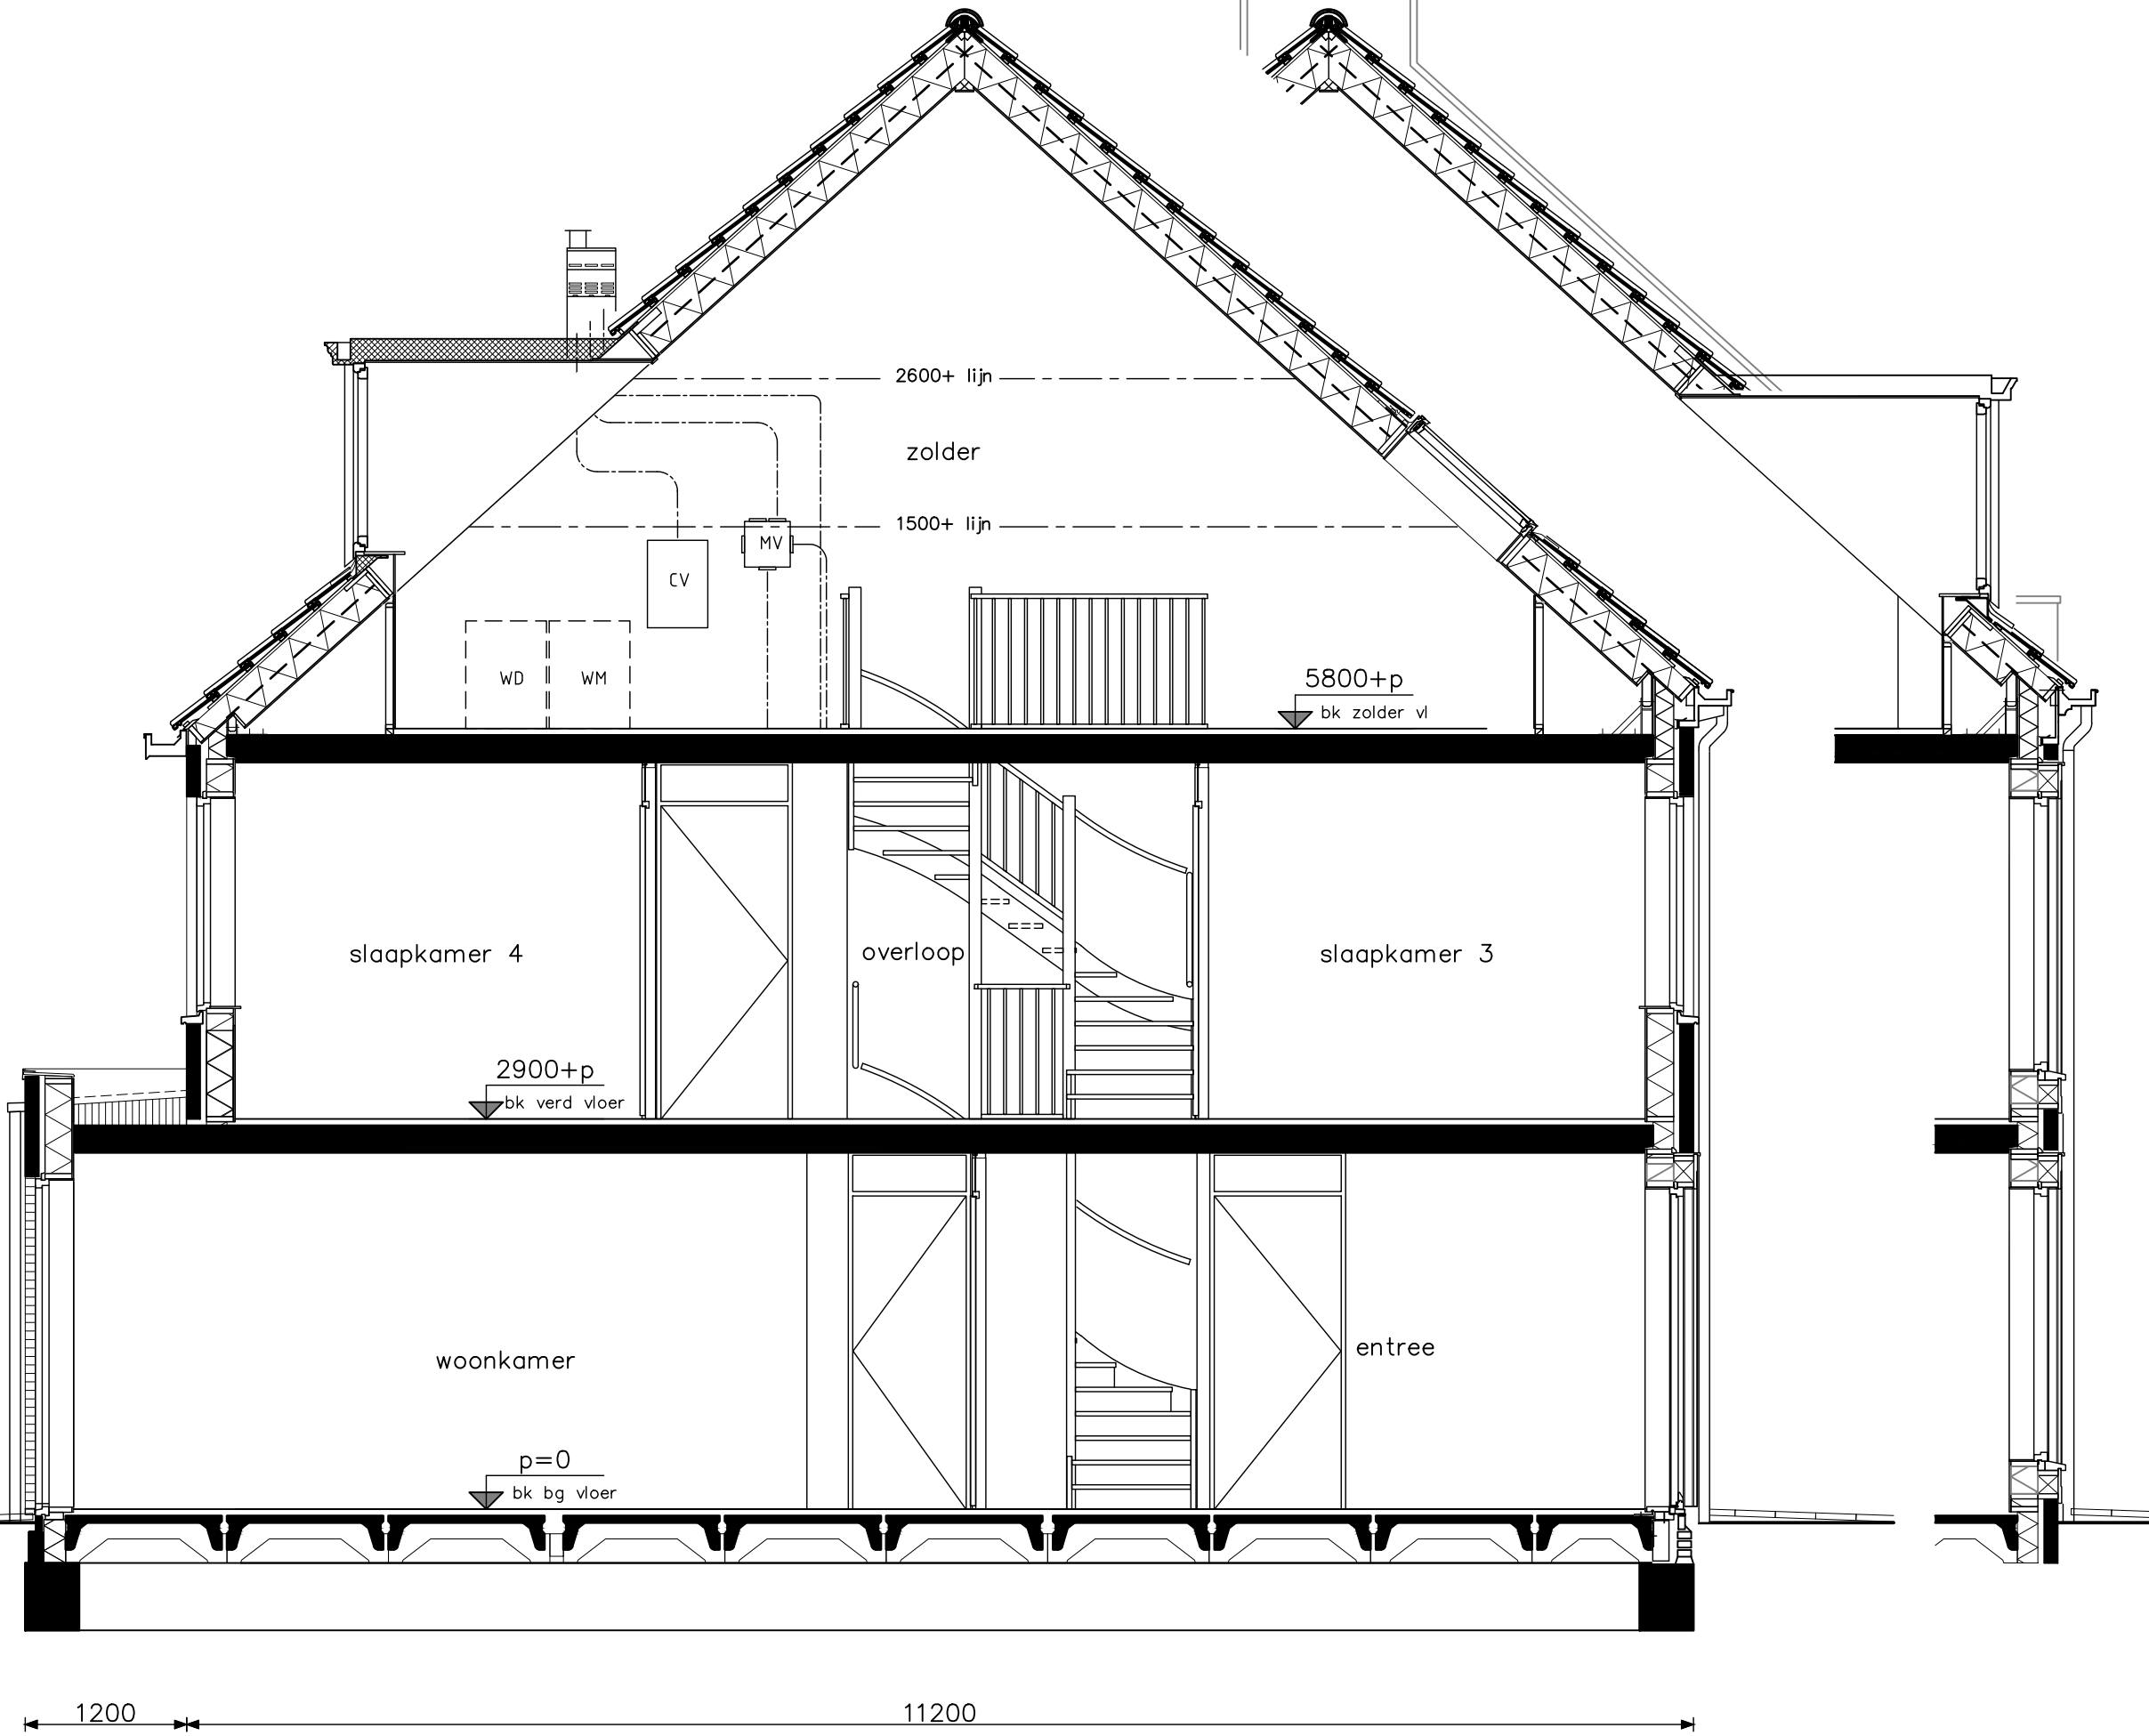 2600+ lijn
zolder
1500+ lijn
MV
CV
WD
WM
5800+p
bk zolder vl
slaapkamer 4
overloop
slaapkamer 3
2900+p
bk verd vloer
woonkamer
entree
p=0
bk bg vloer
1200
11200